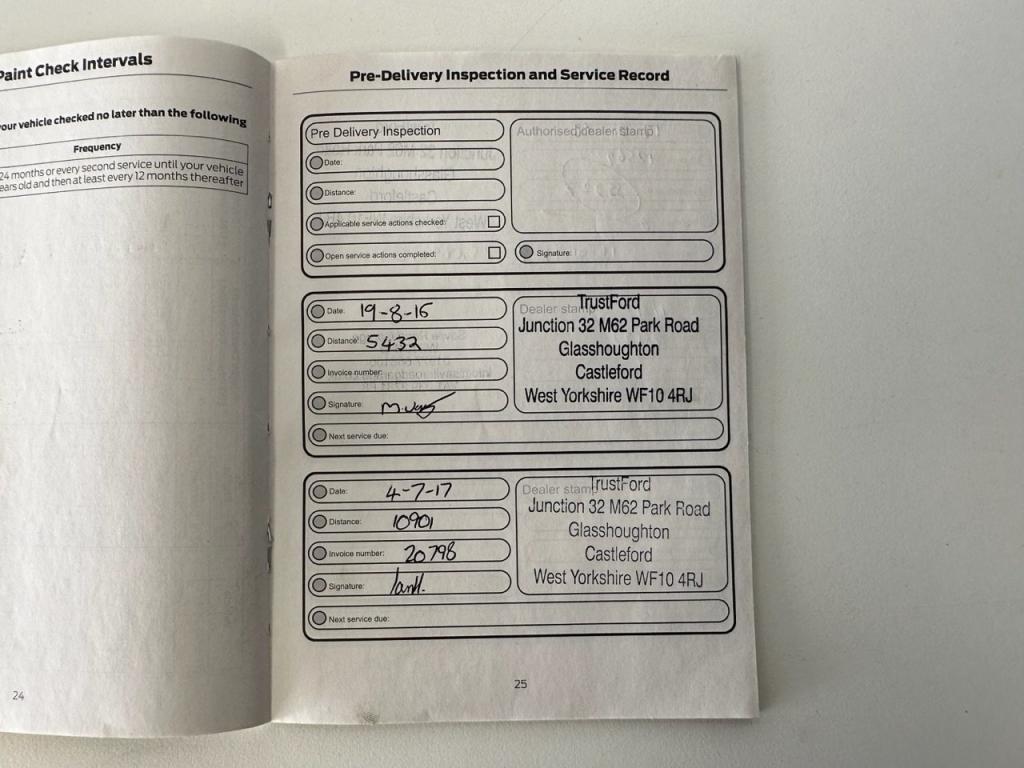 Paint Check Intervals
your vehicle checked no later than the following
Frequency
24 months or every second service until your vehicle
years old and then at least every 12 months thereafter
24
Pre-Delivery Inspection and Service Record
Pre Delivery Inspection
Authorised dealer stamp
Date:
Distance:
Applicable service actions checked:
Open service actions completed:
Signature:
Date: 19-8-16
Distance: 5432
Invoice number:
Signature:
Next service due:
Dealer stamp
TrustFord
Junction 32 M62 Park Road
Glasshoughton
Castleford
West Yorkshire WF10 4RJ
Date: 4-7-17
Distance: 10901
Invoice number: 20798
Signature:
Next service due:
Dealer stamp
TrustFord
Junction 32 M62 Park Road
Glasshoughton
Castleford
West Yorkshire WF10 4RJ
25